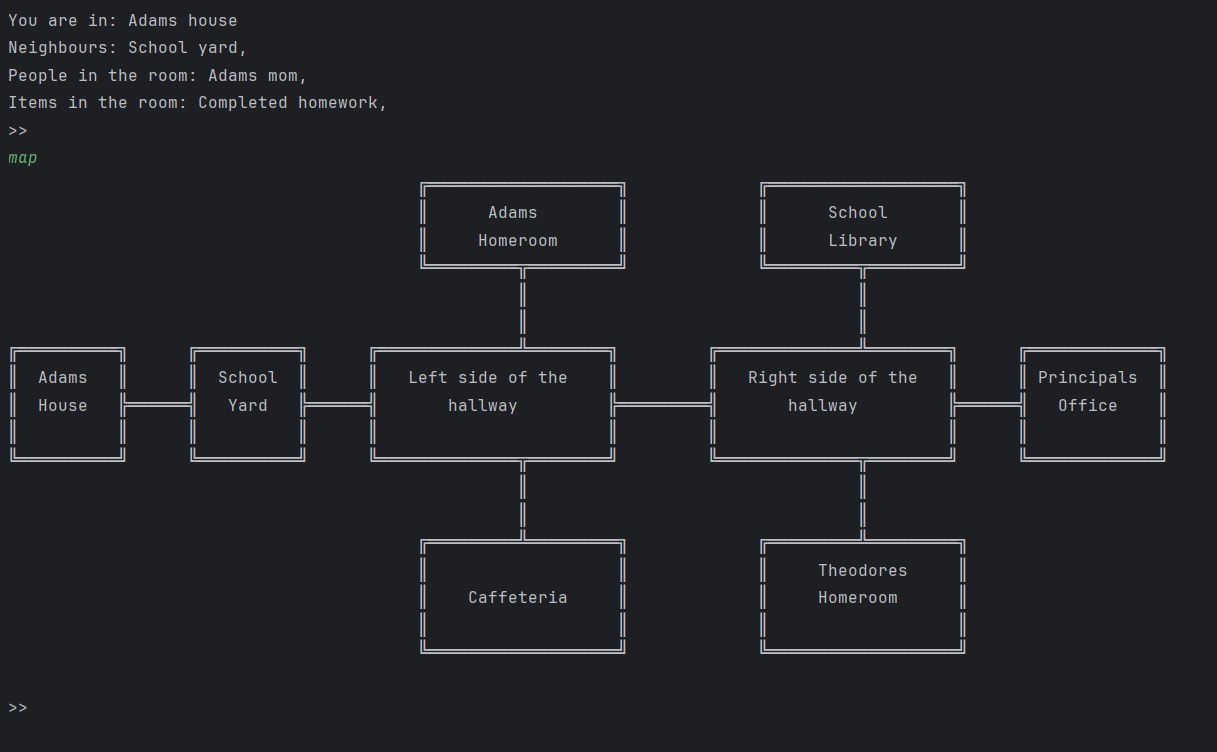 You are in: Adams house
Neighbours: School yard,
People in the room: Adams mom,
Items in the room: Completed homework,
>>
map
Adams
Homeroom
School
Library
Adams
House
School
Yard
Left side of the
hallway
Right side of the
hallway
Principals
Office
Caffeteria
Theodores
Homeroom
>>